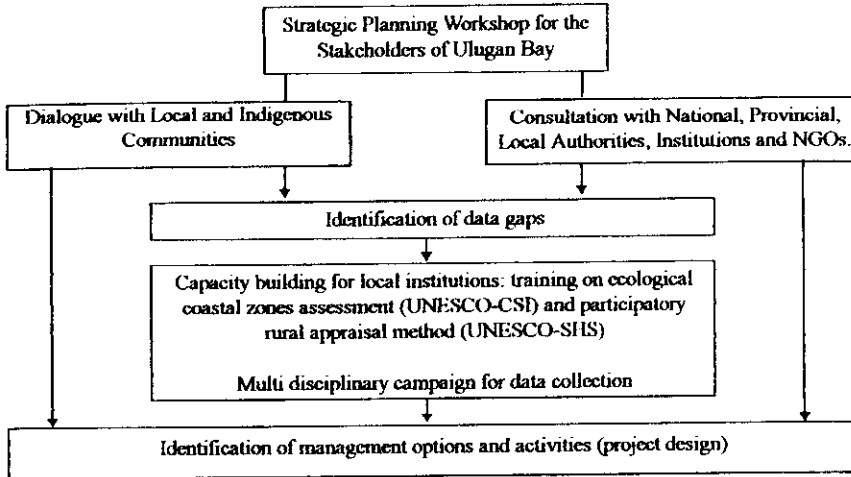 Strategic Planning Workshop for the
Stakeholders of Ulugan Bay
Dialogue with Local and Indigenous
Communities
Consultation with National, Provincial,
Local Authorities, Institutions and NGOs.
Identification of data gaps
Capacity building for local institutions: training on ecological
coastal zones assessment (UNESCO-CSI) and participatory
rural appraisal method (UNESCO-SHS)
Multi disciplinary campaign for data collection
Identification of management options and activities (project design)